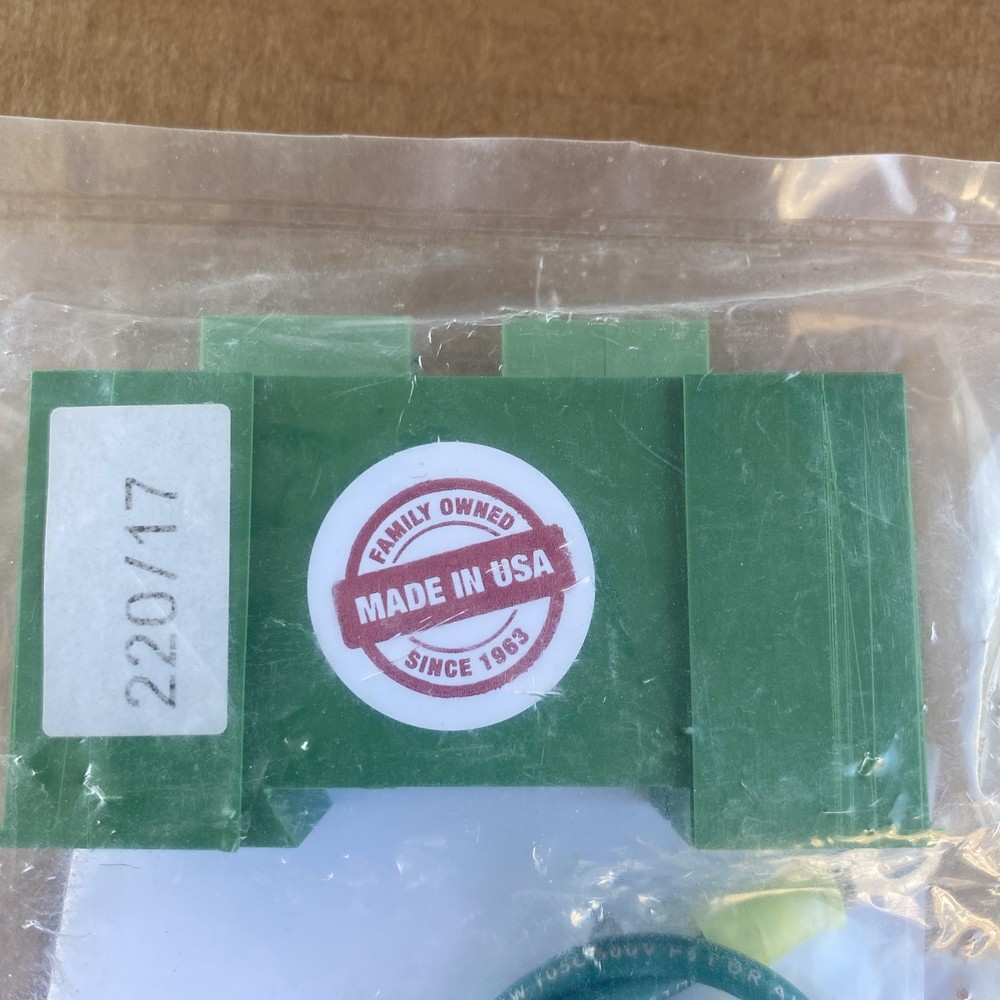 220/17
FAMILY OWNED
MADE IN USA
SINCE 1963